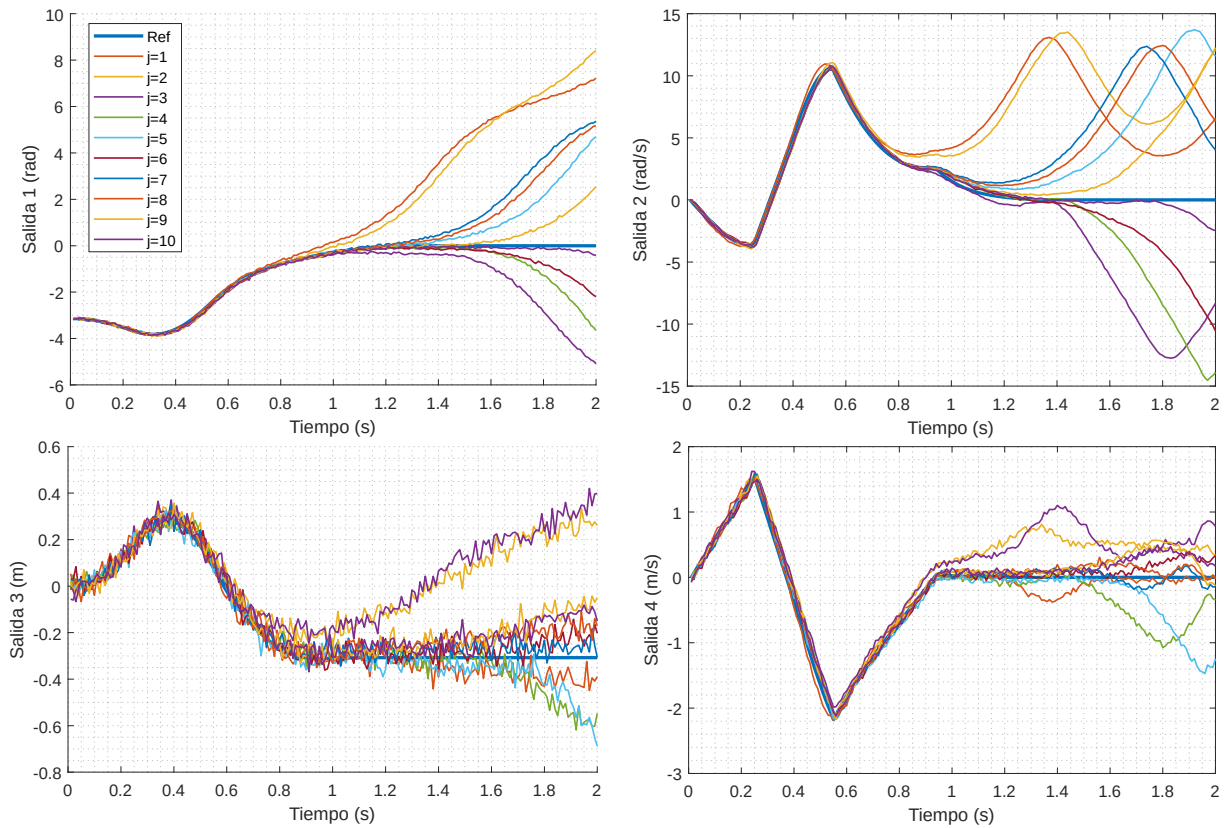 10
8
6
4
2
0
-2
-4
-6
Salida 1 (rad)
Ref
j=1
j=2
j=3
j=4
j=5
j=6
j=7
j=8
j=9
j=10
0 0.2 0.4 0.6 0.8 1 1.2 1.4 1.6 1.8 2
Tiempo (s)
15
10
5
0
-5
-10
-15
Salida 2 (rad/s)
0 0.2 0.4 0.6 0.8 1 1.2 1.4 1.6 1.8 2
Tiempo (s)
0.6
0.4
0.2
0
-0.2
-0.4
-0.6
-0.8
Salida 3 (m)
0 0.2 0.4 0.6 0.8 1 1.2 1.4 1.6 1.8 2
Tiempo (s)
2
1
0
-1
-2
-3
Salida 4 (m/s)
0 0.2 0.4 0.6 0.8 1 1.2 1.4 1.6 1.8 2
Tiempo (s)